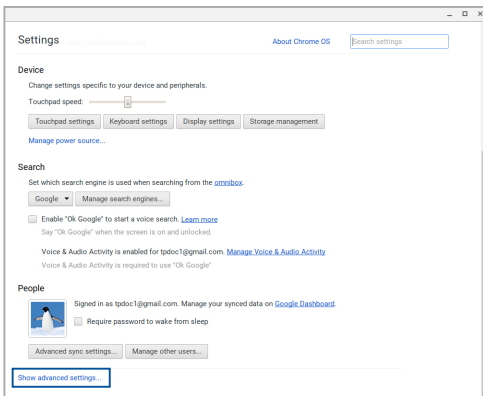 Settings
About Chrome OS
Search settings
Device
Change settings specific to your device and peripherals.
Touchpad speed:
Touchpad settings
Keyboard settings
Display settings
Storage management
Manage power source...
Search
Set which search engine is used when searching from the omnibox.
Google
Manage search engines...
Enable "Ok Google" to start a voice search. Learn more
Say "Ok Google" when the screen is on and unlocked.
Voice & Audio Activity is enabled for tpdoc1@gmail.com. Manage Voice & Audio Activity
Voice & Audio Activity is required to use "Ok Google"
People
Signed in as tpdoc1@gmail.com. Manage your synced data on Google Dashboard.
Require password to wake from sleep
Advanced sync settings...
Manage other users...
Show advanced settings...